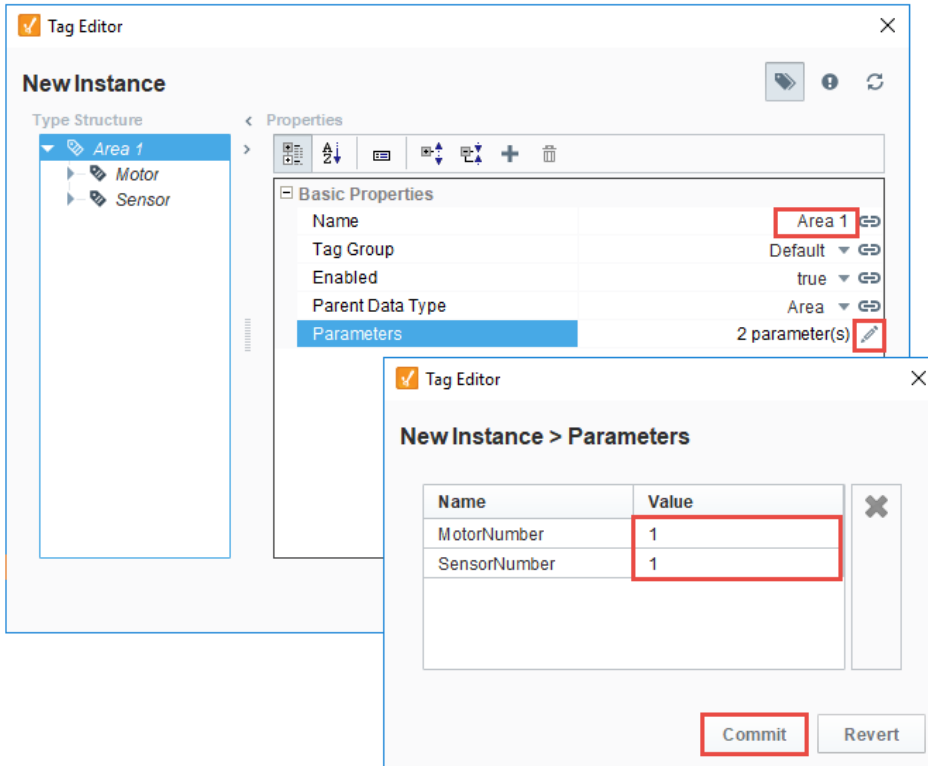 Tag Editor
New Instance
Type Structure
Properties
Area 1
Motor
Sensor
Basic Properties
Name Area 1
Tag Group Default
Enabled true
Parent Data Type Area
Parameters 2 parameter(s)
Tag Editor
New Instance > Parameters
Name Value
MotorNumber 1
SensorNumber 1
Commit Revert